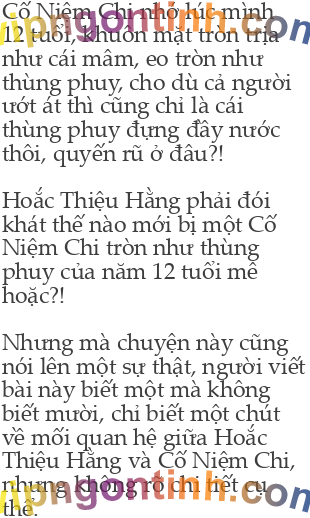 Cố Niệm Chi nhớ lúc mình
12 tuổi, khuôn mặt tròn trịa
như cái mâm, eo tròn như
thùng phuy, cho dù cả người
ướt át thì cũng chỉ là cái
thùng phuy đựng đầy nước
thôi, quyến rũ ở đâu?!
Hoắc Thiệu Hằng phải đói
khát thế nào mới bị một Cố
Niệm Chi tròn như thùng
phuy của năm 12 tuổi mê
hoặc?!
Nhưng mà chuyện này cũng
nói lên một sự thật, người viết
bài này biết một mà không
biết mười, chỉ biết một chút
về mối quan hệ giữa Hoắc
Thiệu Hằng và Cố Niệm Chi,
nhưng không rõ chi tiết cụ
thể.
vipngontinh.com
vipngontinh.com